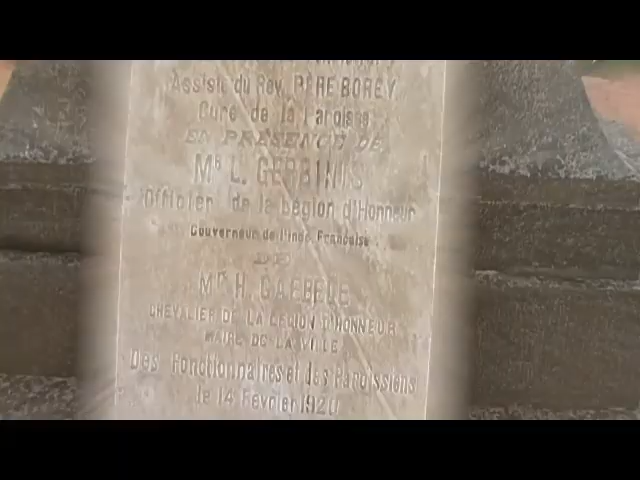 Assisté du Rev. PÈRE BOREY
Curé de la Paroisse
EN PRÉSENCE DE
Mr L. GERBINIS
Officier de la Légion d'Honneur
Gouverneur de l'Inde Française
DE
Mr H. GAEBELÉ
CHEVALIER DE LA LÉGION D'HONNEUR
MAIRE DE LA VILLE
Des Fonctionnaires et des Paroissiens
le 14 Février 1920